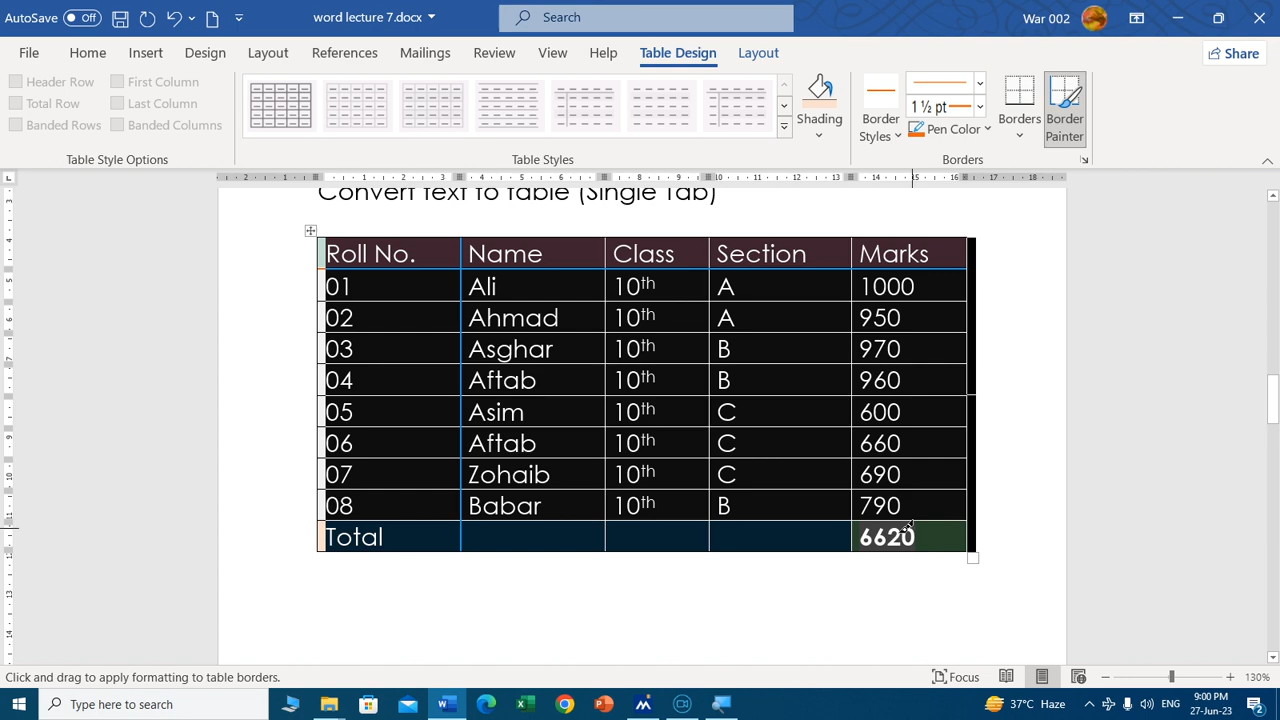 AutoSave Off word lecture 7.docx Search War 002
File Home Insert Design Layout References Mailings Review View Help Table Design Layout Share
Header Row First Column
Total Row Last Column
Banded Rows Banded Columns
Table Style Options
Table Styles
Shading
Border Styles
1 ½ pt
Pen Color
Borders
Border Painter
Borders
Convert text to table (Single Tab)
Roll No. Name Class Section Marks
01 Ali 10th A 1000
02 Ahmad 10th A 950
03 Asghar 10th B 970
04 Aftab 10th B 960
05 Asim 10th C 600
06 Aftab 10th C 660
07 Zohaib 10th C 690
08 Babar 10th B 790
Total 6620
Click and drag to apply formatting to table borders. Focus 130%
Type here to search 37°C Haze ENG 9:00 PM 27-Jun-23 2